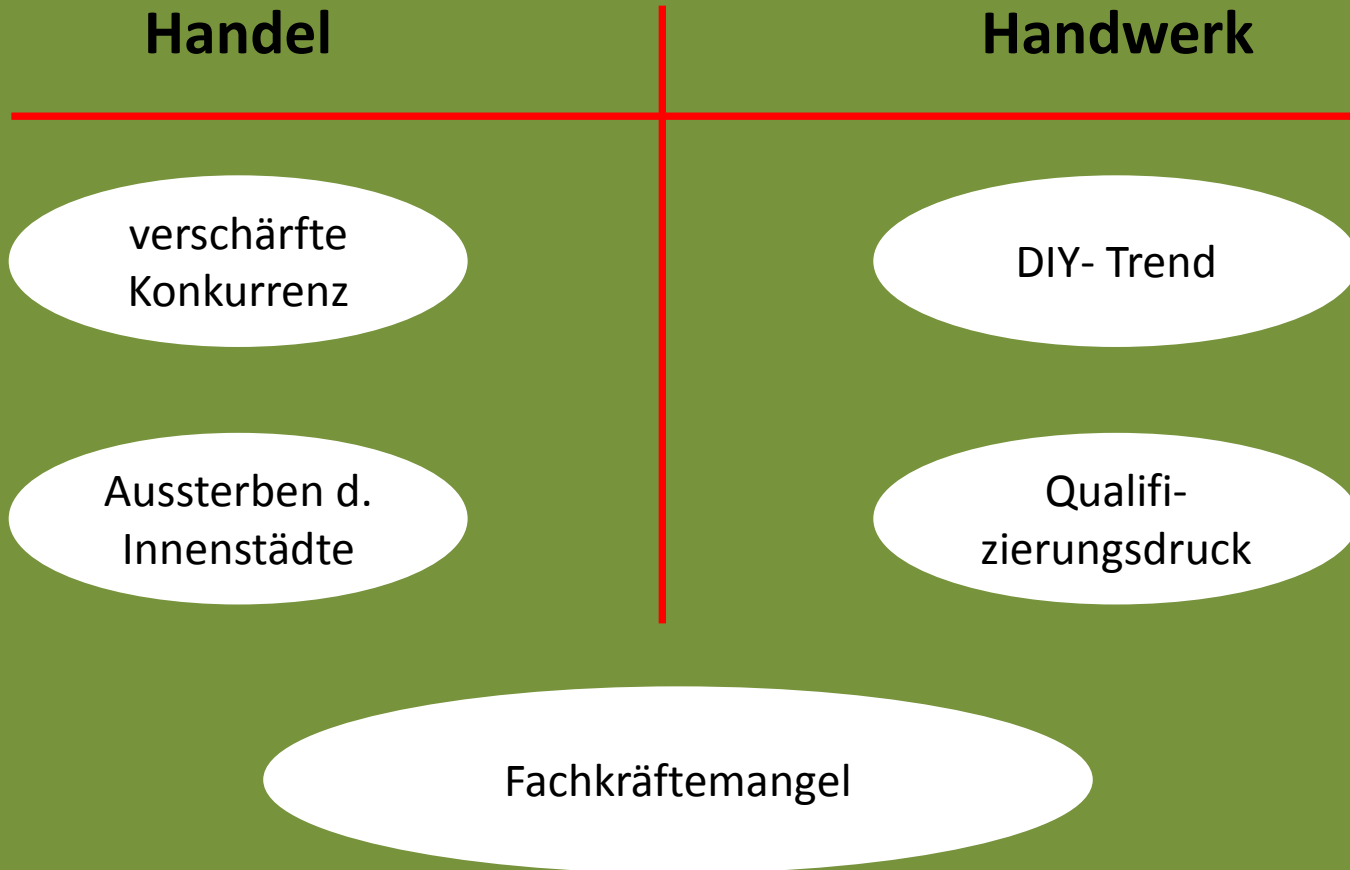 Handel
Handwerk
verschärfte
Konkurrenz
DIY- Trend
Aussterben d.
Innenstädte
Qualifi-
zierungsdruck
Fachkräftemangel